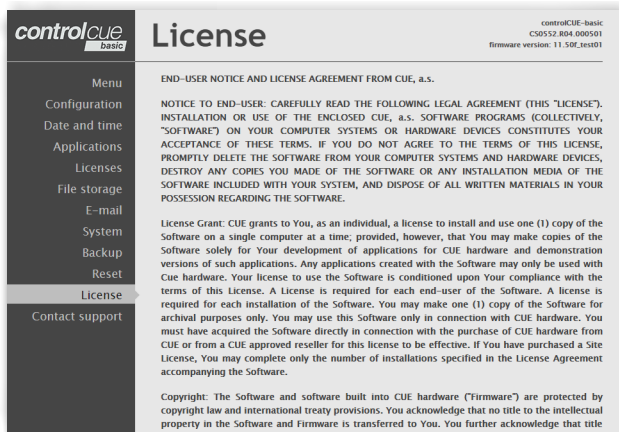 controlcue
basic
License
controlCUE-basic
CS0552.R04.000501
firmware version: 11.50f_test01
Menu
Configuration
Date and time
Applications
Licenses
File storage
E-mail
System
Backup
Reset
License
Contact support
END-USER NOTICE AND LICENSE AGREEMENT FROM CUE, a.s.
NOTICE TO END-USER: CAREFULLY READ THE FOLLOWING LEGAL AGREEMENT (THIS "LICENSE").
INSTALLATION OR USE OF THE ENCLOSED CUE, a.s. SOFTWARE PROGRAMS (COLLECTIVELY,
"SOFTWARE") ON YOUR COMPUTER SYSTEMS OR HARDWARE DEVICES CONSTITUTES YOUR
ACCEPTANCE OF THESE TERMS. IF YOU DO NOT AGREE TO THE TERMS OF THIS LICENSE,
PROMPTLY DELETE THE SOFTWARE FROM YOUR COMPUTER SYSTEMS AND HARDWARE DEVICES,
DESTROY ANY COPIES YOU MADE OF THE SOFTWARE OR ANY INSTALLATION MEDIA OF THE
SOFTWARE INCLUDED WITH YOUR SYSTEM, AND DISPOSE OF ALL WRITTEN MATERIALS IN YOUR
POSSESSION REGARDING THE SOFTWARE.
License Grant: CUE grants to You, as an individual, a license to install and use one (1) copy of the
Software on a single computer at a time; provided, however, that You may make copies of the
Software solely for Your development of applications for CUE hardware and demonstration
versions of such applications. Any applications created with the Software may only be used with
Cue hardware. Your license to use the Software is conditioned upon Your compliance with the
terms of this License. A License is required for each end-user of the Software. A license is
required for each installation of the Software. You may make one (1) copy of the Software for
archival purposes only. You may use this Software only in connection with CUE hardware. You
must have acquired the Software directly in connection with the purchase of CUE hardware from
CUE or from a CUE approved reseller for this license to be effective. If You have purchased a Site
License, You may complete only the number of installations specified in the License Agreement
accompanying the Software.
Copyright: The Software and software built into CUE hardware ("Firmware") are protected by
copyright law and international treaty provisions. You acknowledge that no title to the intellectual
property in the Software and Firmware is transferred to You. You further acknowledge that title